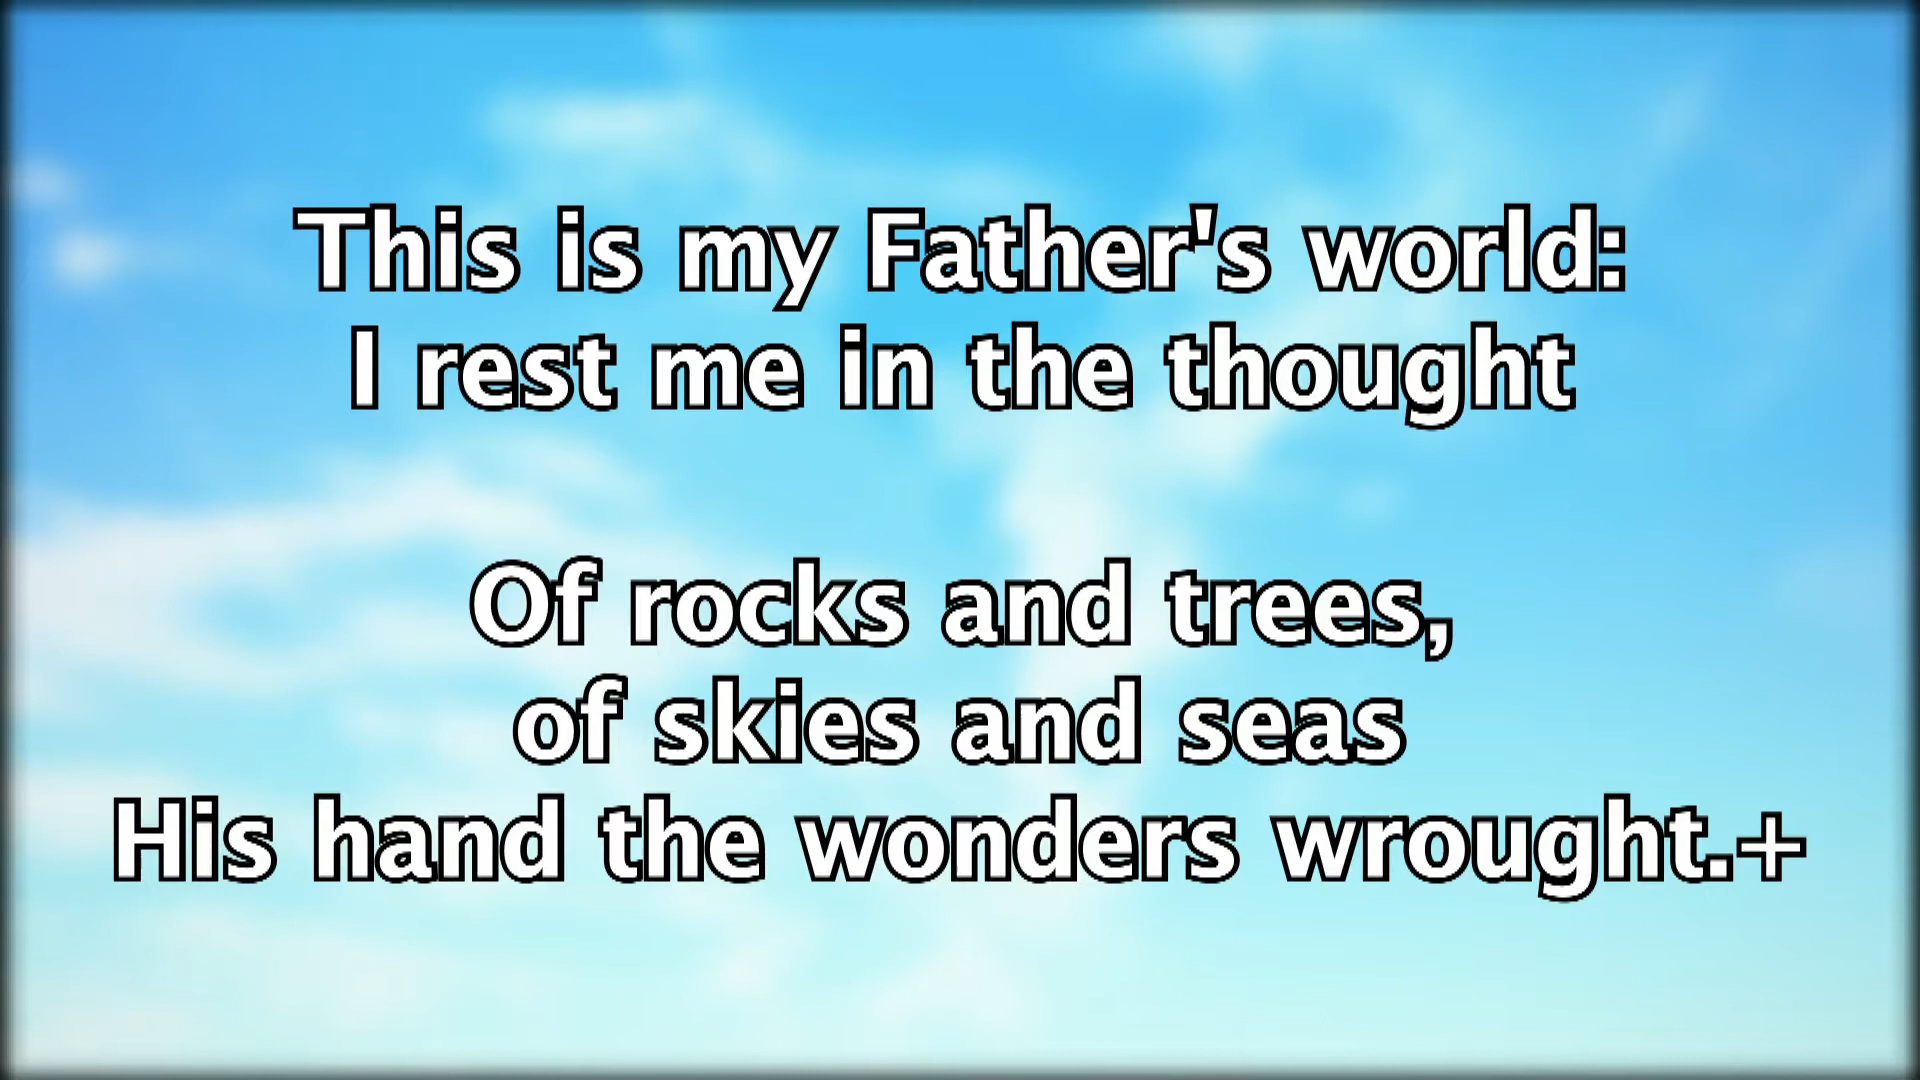 This is my Father's world:
I rest me in the thought
Of rocks and trees,
of skies and seas
His hand the wonders wrought.+